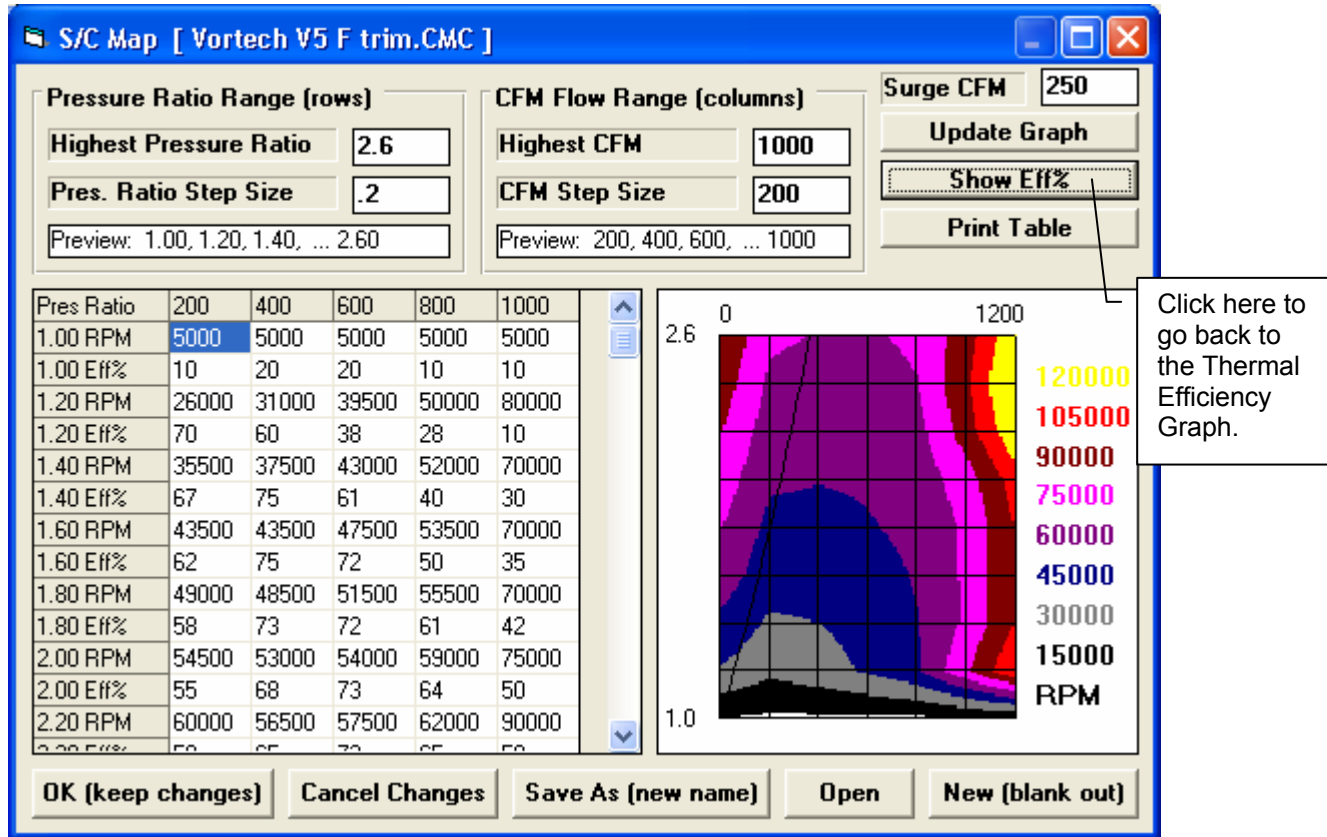 S/C Map [ Vortech V5 F trim.CMC ]
Pressure Ratio Range (rows)
Highest Pressure Ratio 2.6
Pres. Ratio Step Size .2
Preview: 1.00, 1.20, 1.40, ... 2.60
CFM Flow Range (columns)
Highest CFM 1000
CFM Step Size 200
Preview: 200, 400, 600, ... 1000
Surge CFM 250
Update Graph
Show Eff%
Print Table
Pres Ratio 200 400 600 800 1000
1.00 RPM 5000 5000 5000 5000 5000
1.00 Eff% 10 20 20 10 10
1.20 RPM 26000 31000 39500 50000 80000
1.20 Eff% 70 60 38 28 10
1.40 RPM 35500 37500 43000 52000 70000
1.40 Eff% 67 75 61 40 30
1.60 RPM 43500 43500 47500 53500 70000
1.60 Eff% 62 75 72 50 35
1.80 RPM 49000 48500 51500 55500 70000
1.80 Eff% 58 73 72 61 42
2.00 RPM 54500 53000 54000 59000 75000
2.00 Eff% 55 68 73 64 50
2.20 RPM 60000 56500 57500 62000 90000
0 1200
2.6
120000
105000
90000
75000
60000
45000
30000
15000
RPM
1.0
Click here to
go back to
the Thermal
Efficiency
Graph.
OK (keep changes) Cancel Changes Save As (new name) Open New (blank out)